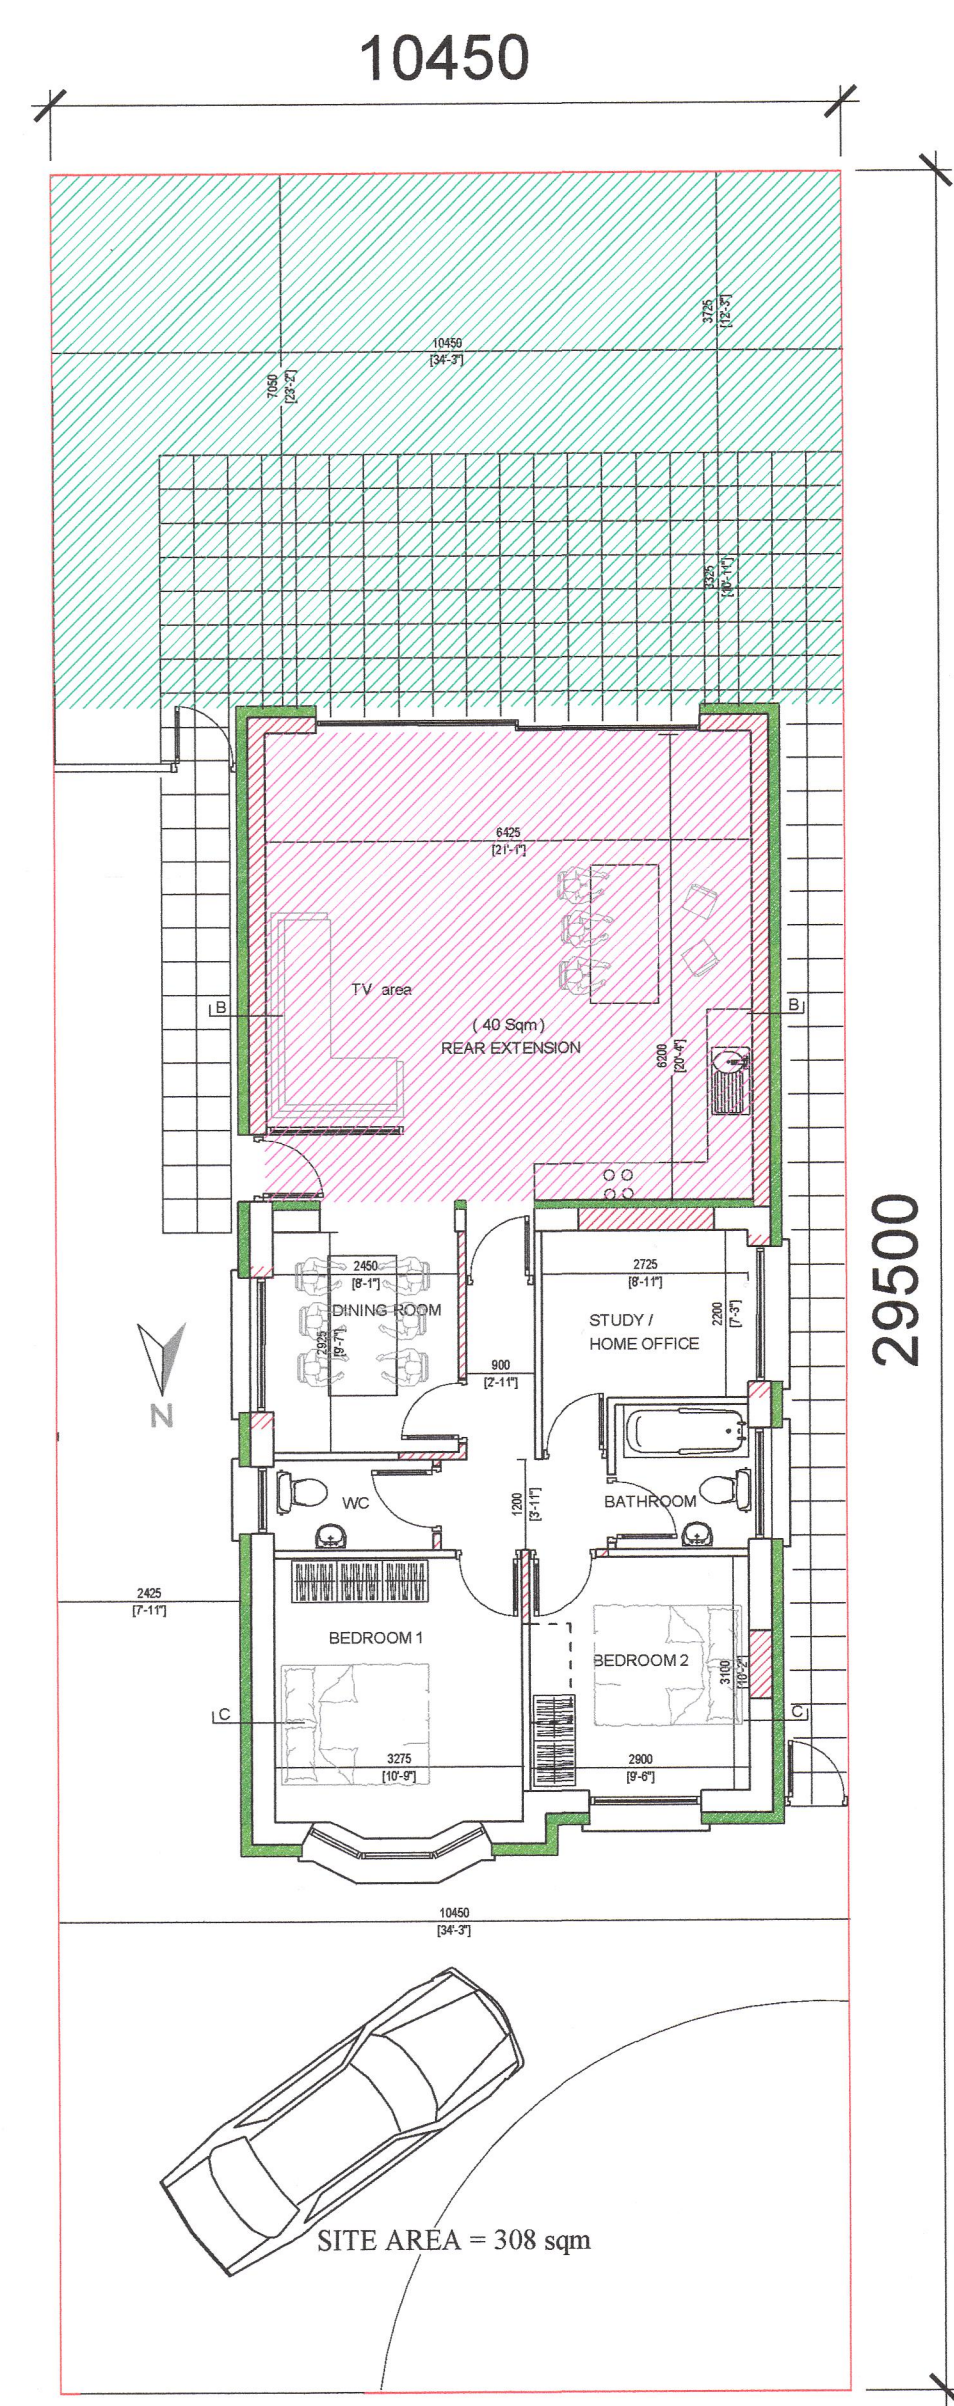 10450
3725
[12'-3"]
10450
[34'-3"]
7050
[23'-2"]
3325
[10'-11"]
6425
[21'-1"]
TV area
B
B
( 40 Sqm )
REAR EXTENSION
6200
[20'-4"]
29500
2450
[8'-1"]
2725
[8'-11"]
DINING ROOM
2925
[9'-7"]
STUDY /
HOME OFFICE
2200
[7'-3"]
900
[2'-11"]
N
WC
1200
[3'-11"]
BATHROOM
2425
[7'-11"]
BEDROOM 1
BEDROOM 2
3100
[10'-2"]
C
C
3275
[10'-9"]
2900
[9'-6"]
10450
[34'-3"]
SITE AREA = 308 sqm